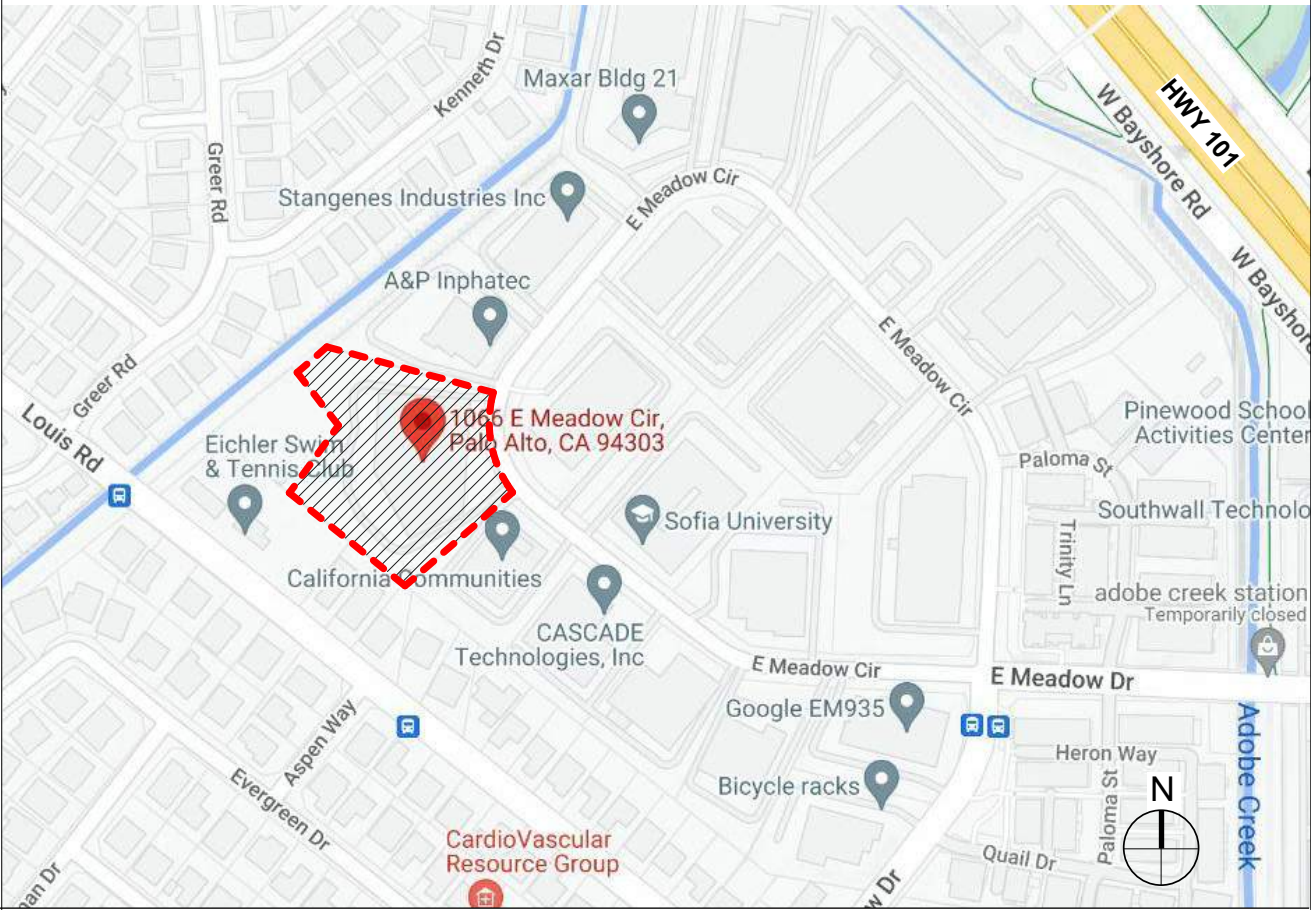 Maxar Bldg 21
Kenneth Dr
HWY 101
W Bayshore Rd
Greer Rd
Stangenes Industries Inc
E Meadow Cir
W Bayshore
A&P Inphatec
E Meadow Cir
Greer Rd
Louis Rd
1066 E Meadow Cir,
Palo Alto, CA 94303
Pinewood Schoo
Activities Center
Eichler Swim
& Tennis Club
Paloma St
Southwall Technolo
Sofia University
Trinity Ln
California Communities
adobe creek station
Temporarily closed
CASCADE
Technologies, Inc
E Meadow Cir
E Meadow Dr
Google EM935
Adobe Creek
Aspen Way
Heron Way
Evergreen Dr
Bicycle racks
Paloma St
N
CardioVascular
Resource Group
Quail Dr
man Dr
w Dr